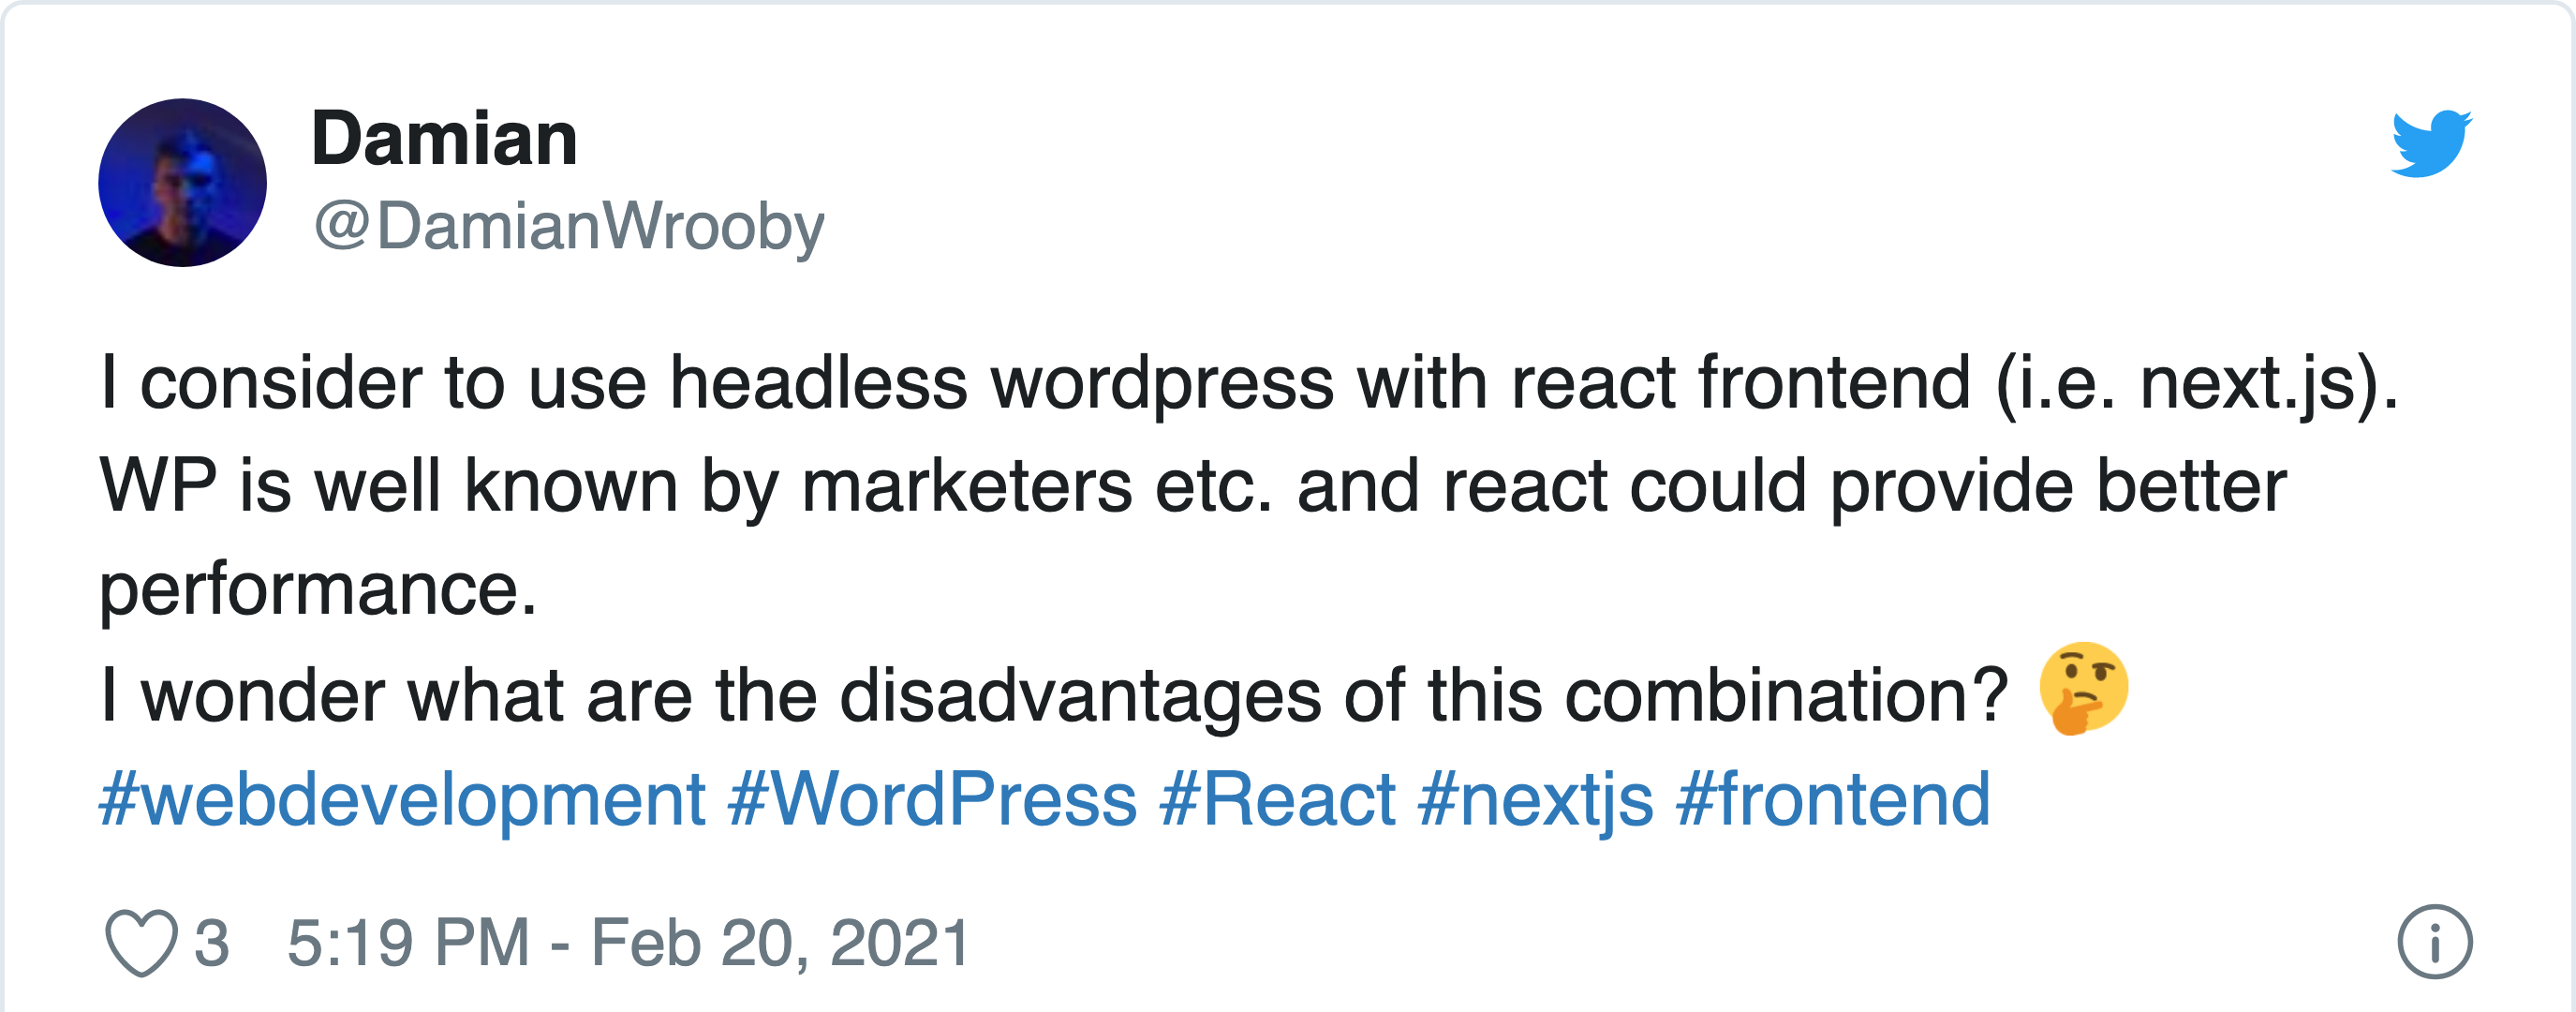 Damian
@DamianWrooby
I consider to use headless wordpress with react frontend (i.e. next.js).
WP is well known by marketers etc. and react could provide better
performance.
I wonder what are the disadvantages of this combination? 🤔
#webdevelopment #WordPress #React #nextjs #frontend
3 5:19 PM - Feb 20, 2021